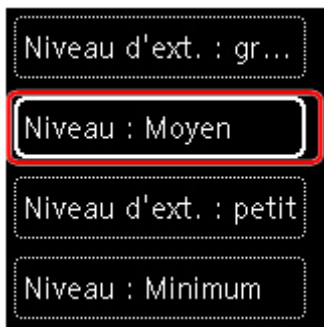 Niveau d'ext. : gr...
Niveau : Moyen
Niveau d'ext. : petit
Niveau : Minimum